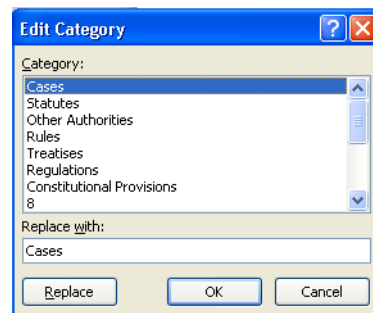 Edit Category
Category:
Cases
Statutes
Other Authorities
Rules
Treatises
Regulations
Constitutional Provisions
8
Replace with:
Cases
Replace OK Cancel